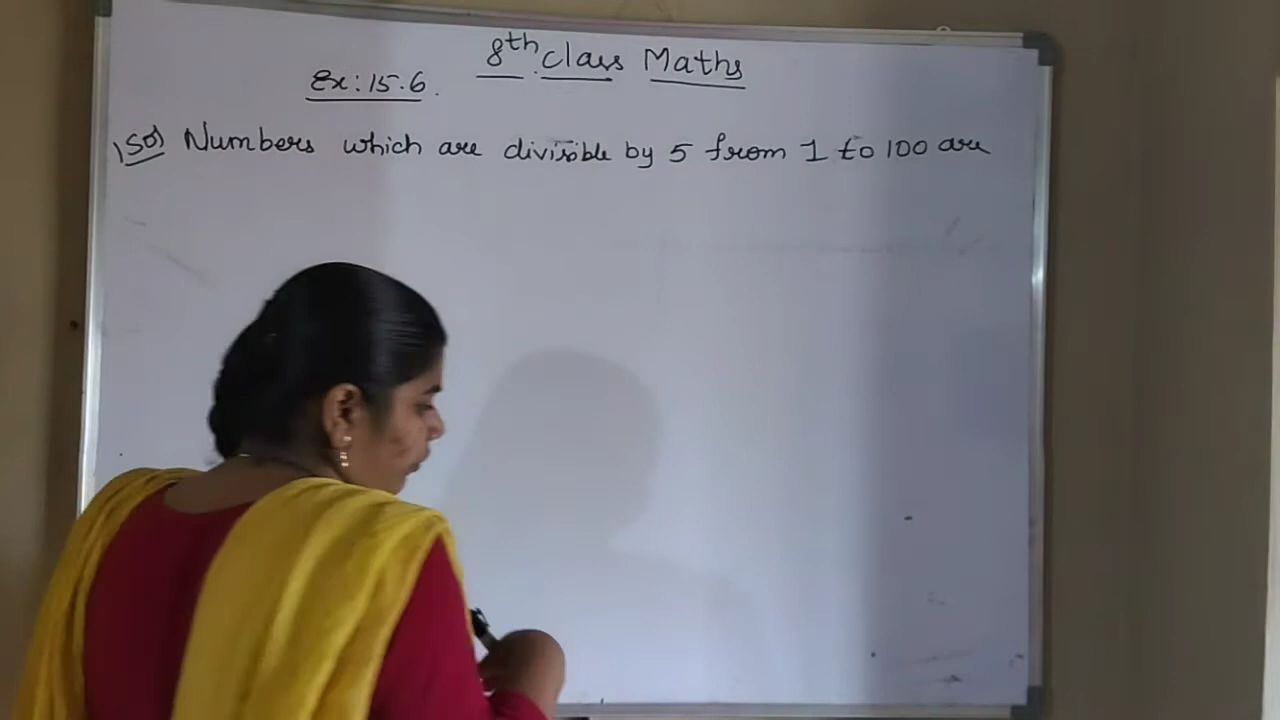 8th class Maths
Ex: 15.6.
1Sol Numbers which are divisible by 5 from 1 to 100 are